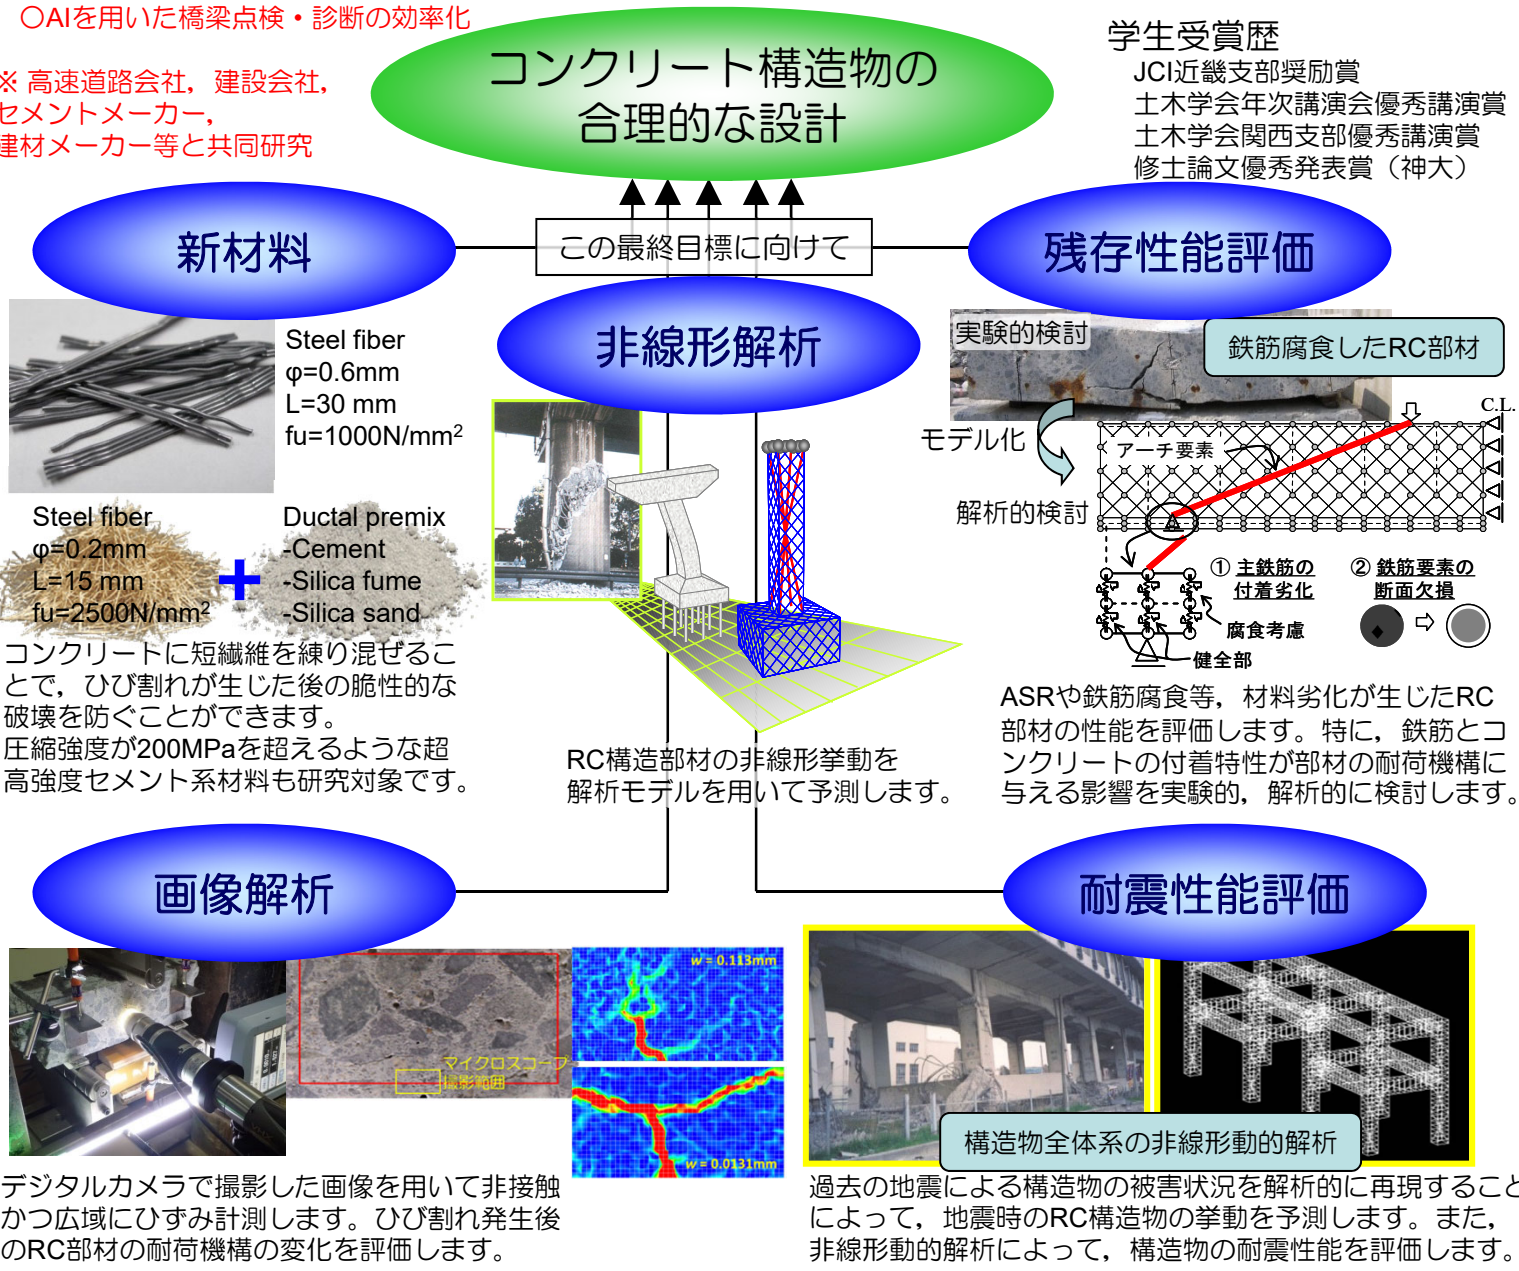 〇AIを用いた橋梁点検・診断の効率化
※ 高速道路会社，建設会社，
セメントメーカー，
建材メーカー等と共同研究
コンクリート構造物の
合理的な設計
学生受賞歴
JCI近畿支部奨励賞
土木学会年次講演会優秀講演賞
土木学会関西支部優秀講演賞
修士論文優秀発表賞（神大）
この最終目標に向けて
新材料
Steel fiber
φ=0.6mm
L=30 mm
fu=1000N/mm²
Steel fiber
φ=0.2mm
L=15 mm
fu=2500N/mm²
+
Ductal premix
-Cement
-Silica fume
-Silica sand
コンクリートに短繊維を練り混ぜるこ
とで，ひび割れが生じた後の脆性的な
破壊を防ぐことができます。
圧縮強度が200MPaを超えるような超
高強度セメント系材料も研究対象です。
非線形解析
RC構造部材の非線形挙動を
解析モデルを用いて予測します。
残存性能評価
実験的検討
鉄筋腐食したRC部材
モデル化
C.L.
アーチ要素
解析的検討
① 主鉄筋の
付着劣化
② 鉄筋要素の
断面欠損
腐食考慮
健全部
ASRや鉄筋腐食等，材料劣化が生じたRC
部材の性能を評価します。特に，鉄筋とコ
ンクリートの付着特性が部材の耐荷機構に
与える影響を実験的，解析的に検討します。
画像解析
マイクロスコープ
撮影範囲
w = 0.113mm
w = 0.0131mm
デジタルカメラで撮影した画像を用いて非接触
かつ広域にひずみ計測します。ひび割れ発生後
のRC部材の耐荷機構の変化を評価します。
耐震性能評価
構造物全体系の非線形動的解析
過去の地震による構造物の被害状況を解析的に再現すること
によって，地震時のRC構造物の挙動を予測します。また，
非線形動的解析によって，構造物の耐震性能を評価します。